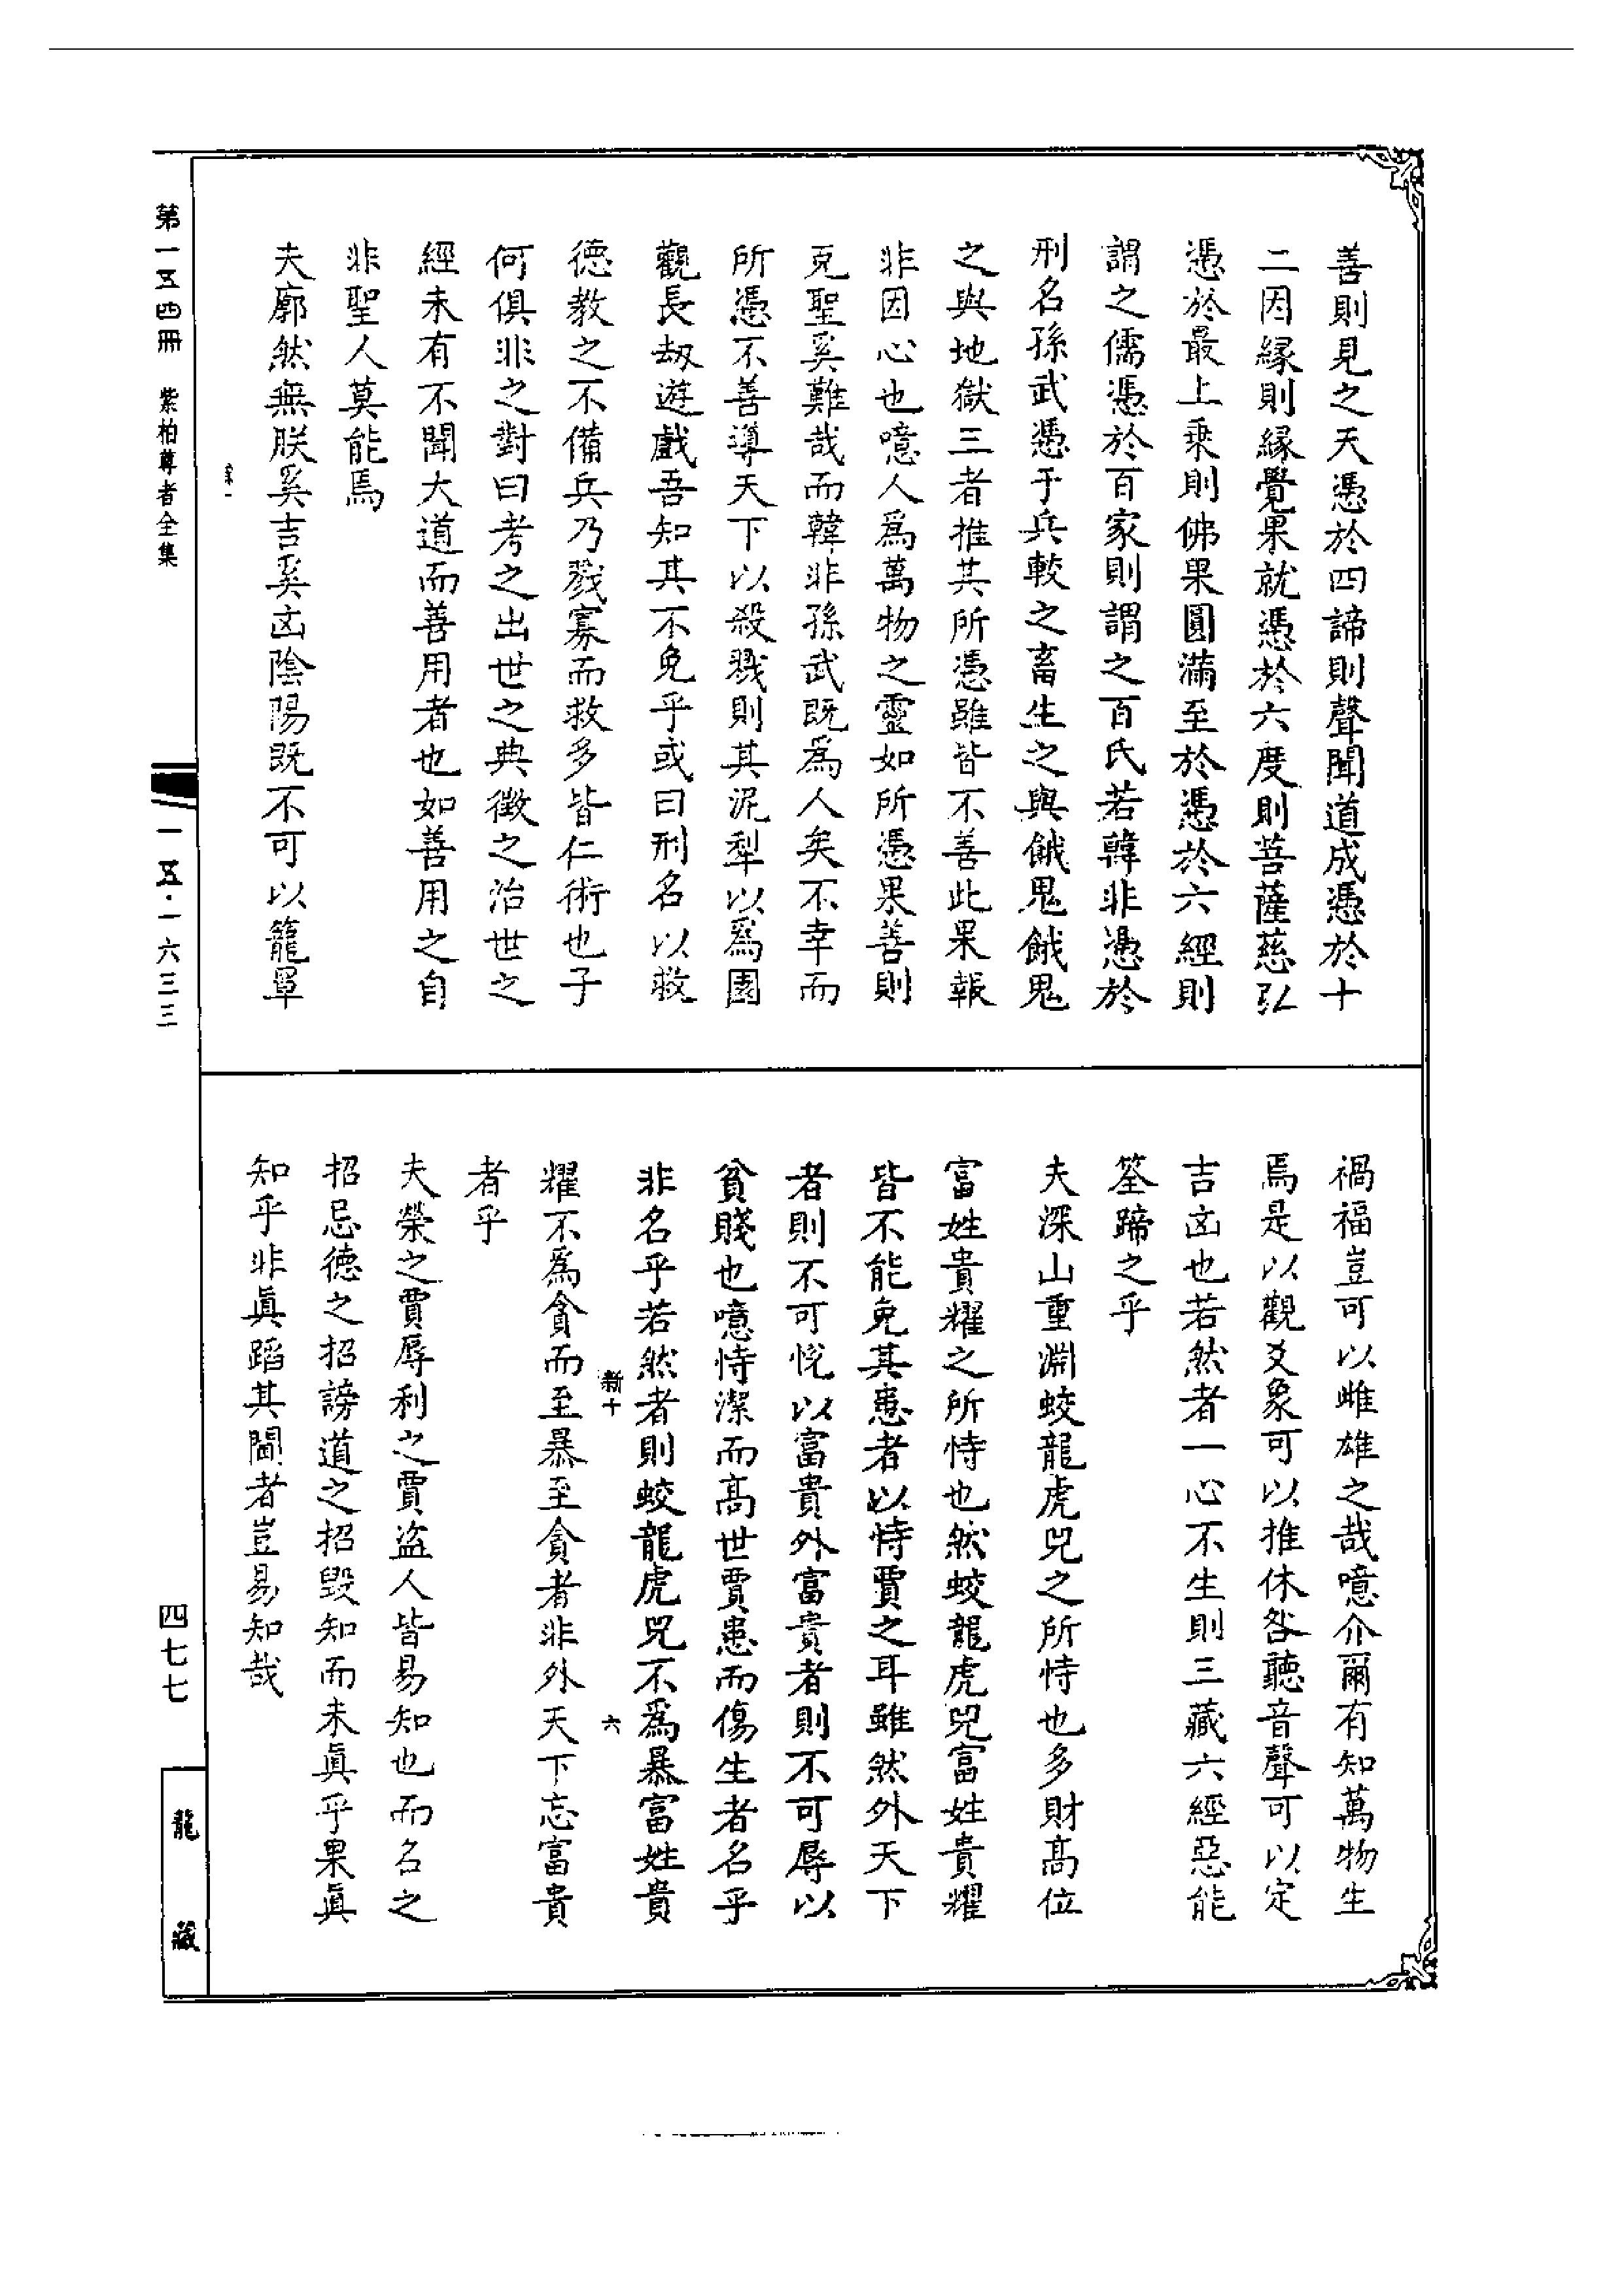 善則見之天憑於四諦則聲聞道成憑於十
二因緣則緣覺果就憑於六度則菩薩慈弘
憑於最上乘則佛果圓滿至於憑於六經則
謂之儒憑於百家則謂之百氏若韓非憑於
刑名孫武憑于兵較之畜生之與餓鬼餓鬼
之與地獄三者推其所憑雖皆不善此果報
非因心也噫人爲萬物之靈如所憑果善則
克聖奚難哉而韓非孫武旣爲人矣不幸而
所憑不善導天下以殺戮則其泥犁以爲園
觀長劫遊戲吾知其不免乎或曰刑名以救
德教之不備兵乃戮寡而救多皆仁術也子
何俱非之對曰考之出世之典徵之治世之
經未有不聞大道而善用者也如善用之自
非聖人莫能焉
夫廓然無朕奚吉奚凶陰陽旣不可以籠罩
禍福豈可以雌雄之哉噫介爾有知萬物生
焉是以觀爻象可以推休咎聽音聲可以定
吉凶也若然者一心不生則三藏六經惡能
筌蹄之乎
夫深山重淵蛟龍虎兕之所恃也多財高位
富姓貴耀之所恃也然蛟龍虎兕富姓貴耀
皆不能免其患者以恃賈之耳雖然外天下
者則不可悅以富貴外富貴者則不可辱以
貧賤也噫恃潔而高世賈患而傷生者名乎
非名乎若然者則蛟龍虎兕不爲暴富姓貴
新十 六
耀不爲貪而至暴至貪者非外天下忘富貴
者乎
夫榮之賈辱利之賈盜人皆易知也而名之
招忌德之招謗道之招毀知而未眞乎果眞
知乎非眞蹈其閫者豈易知哉
第一五四冊 紫柏尊者全集
一五·一六三三
四七七
龍藏